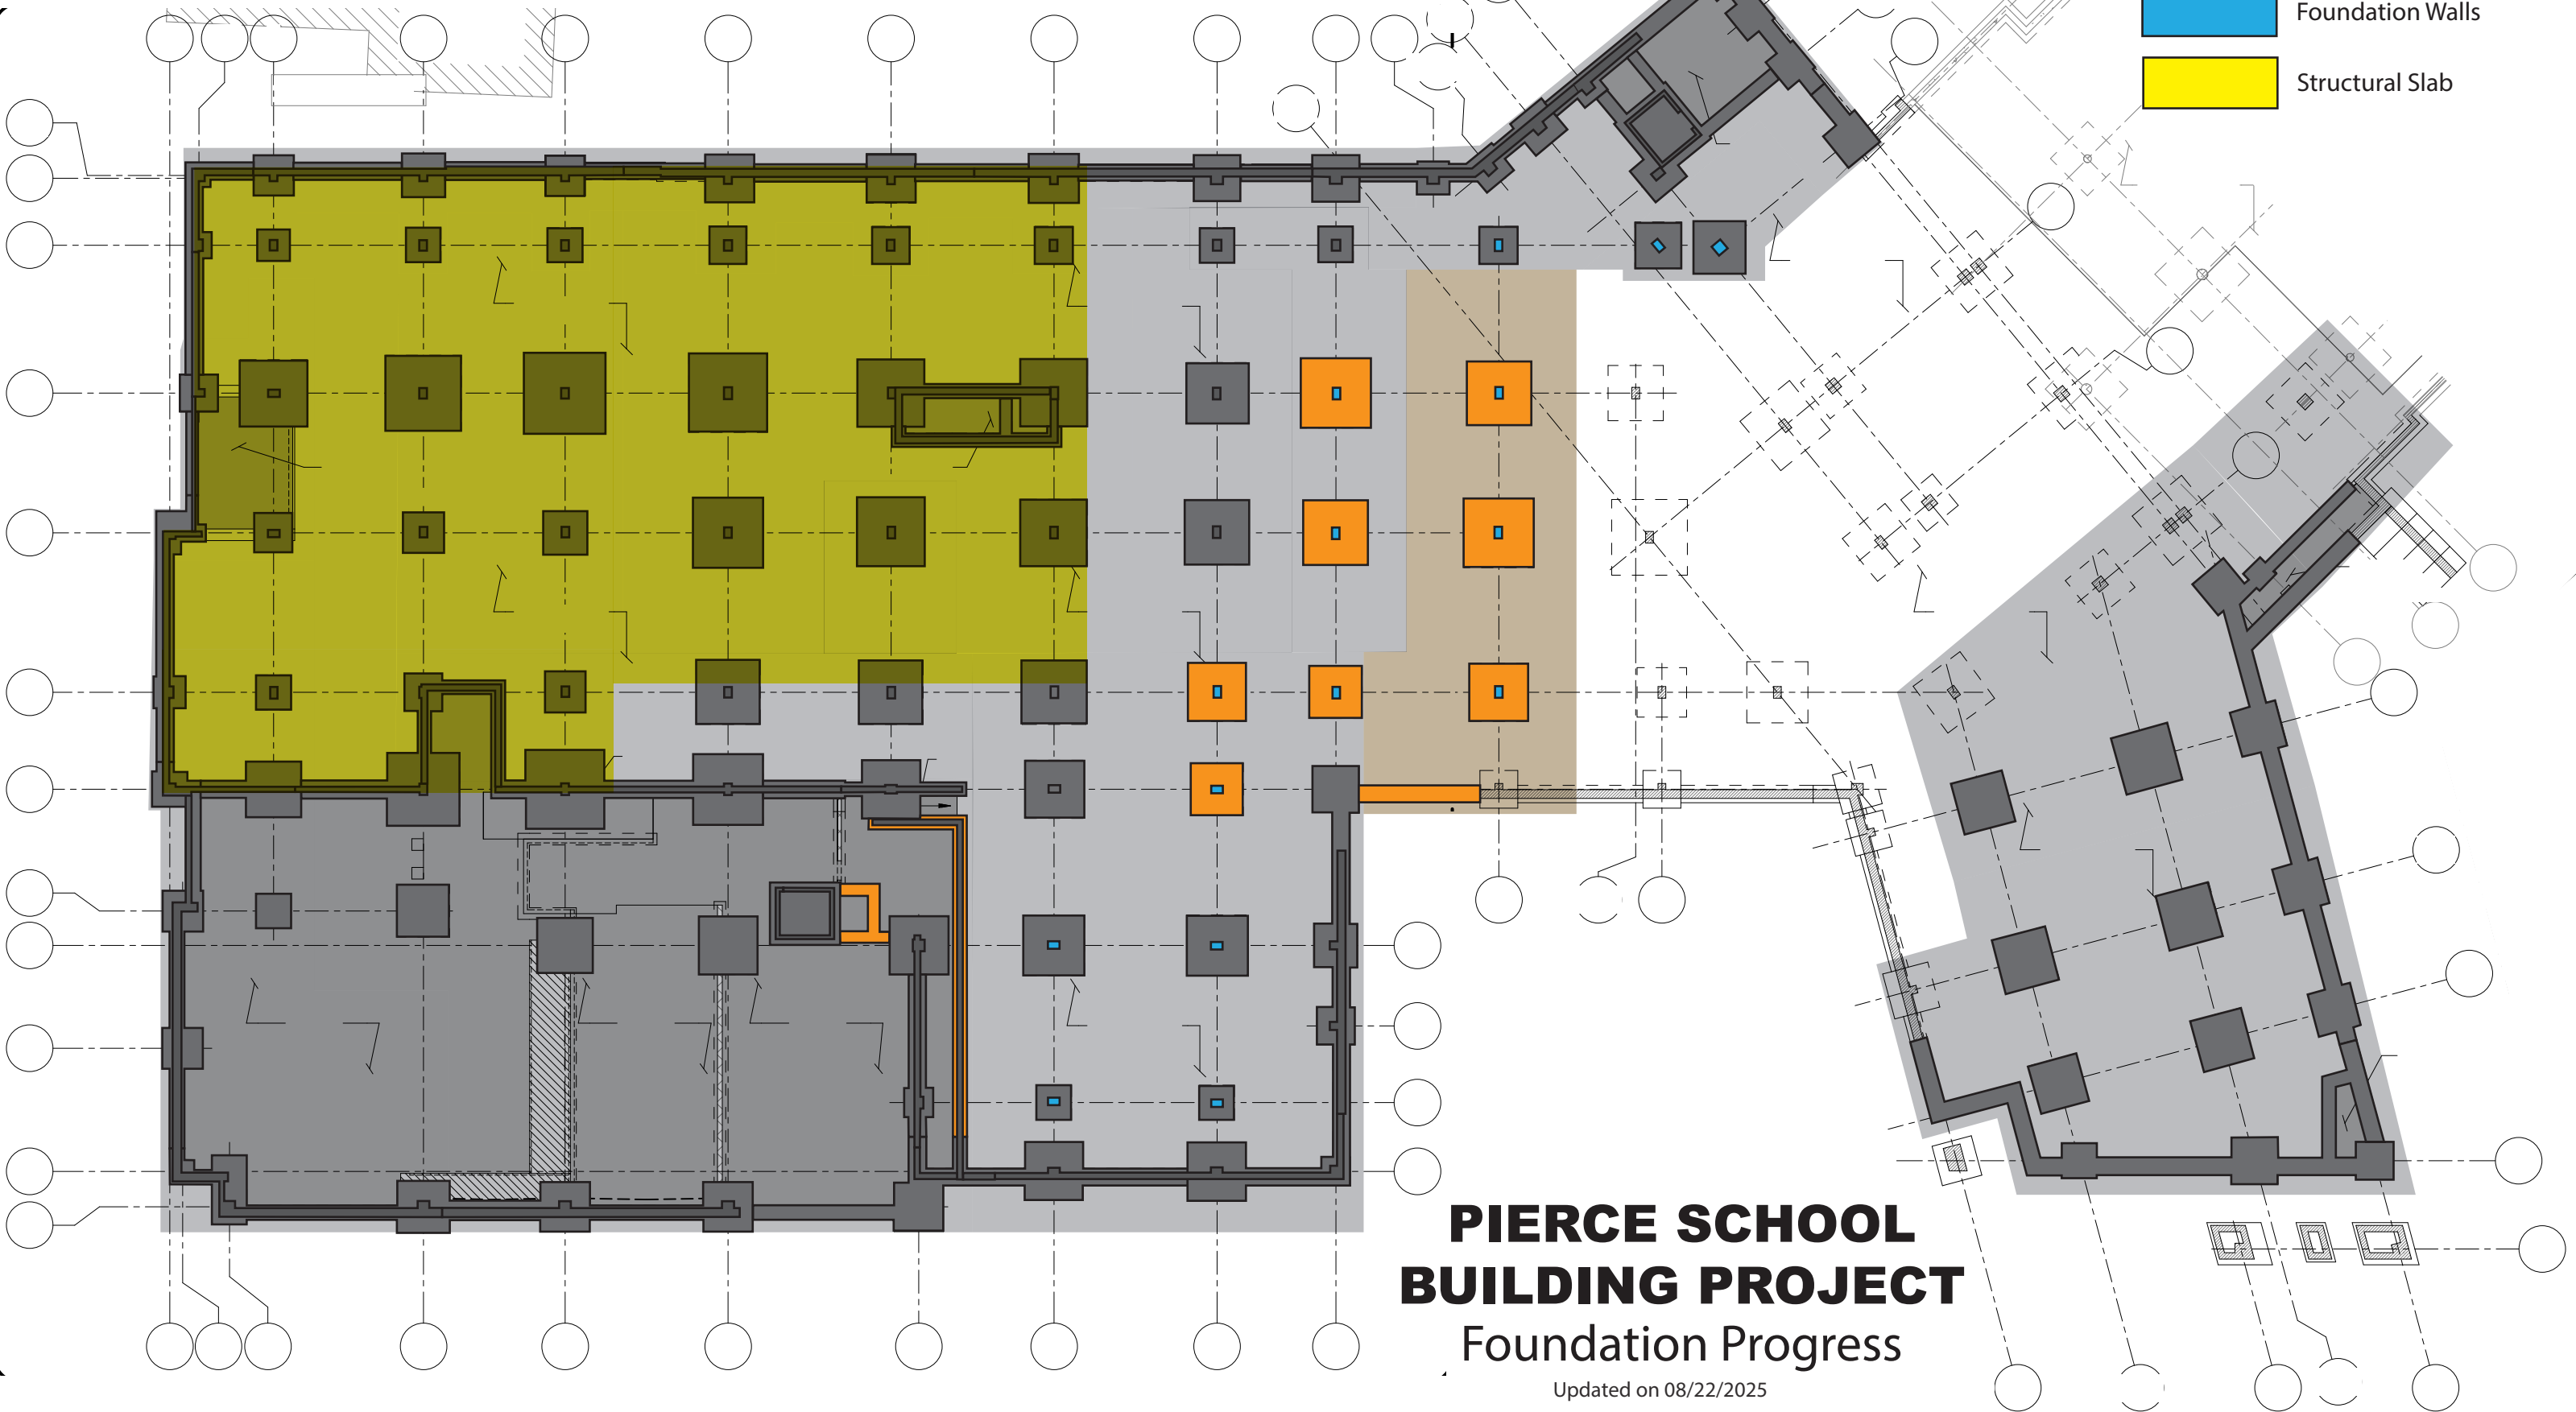 Foundation Walls
Structural Slab
PIERCE SCHOOL
BUILDING PROJECT
Foundation Progress
Updated on 08/22/2025